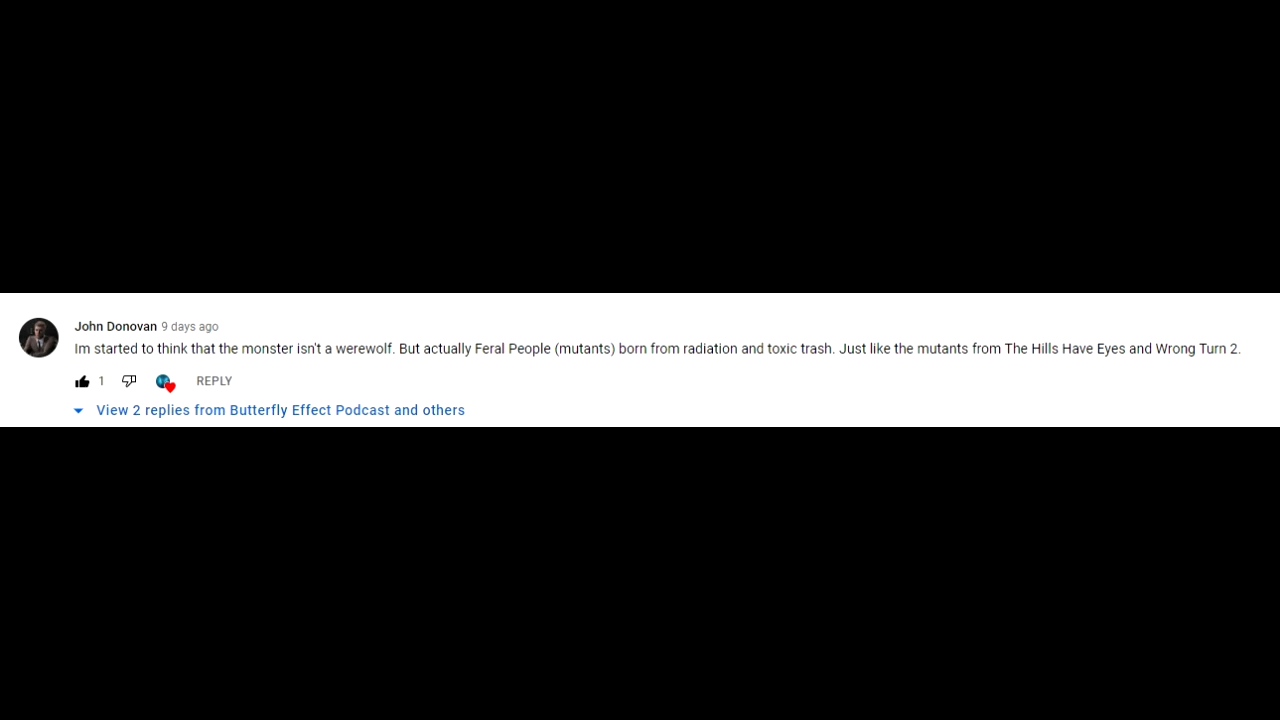 John Donovan 9 days ago
Im started to think that the monster isn't a werewolf. But actually Feral People (mutants) born from radiation and toxic trash. Just like the mutants from The Hills Have Eyes and Wrong Turn 2.
1 REPLY
View 2 replies from Butterfly Effect Podcast and others